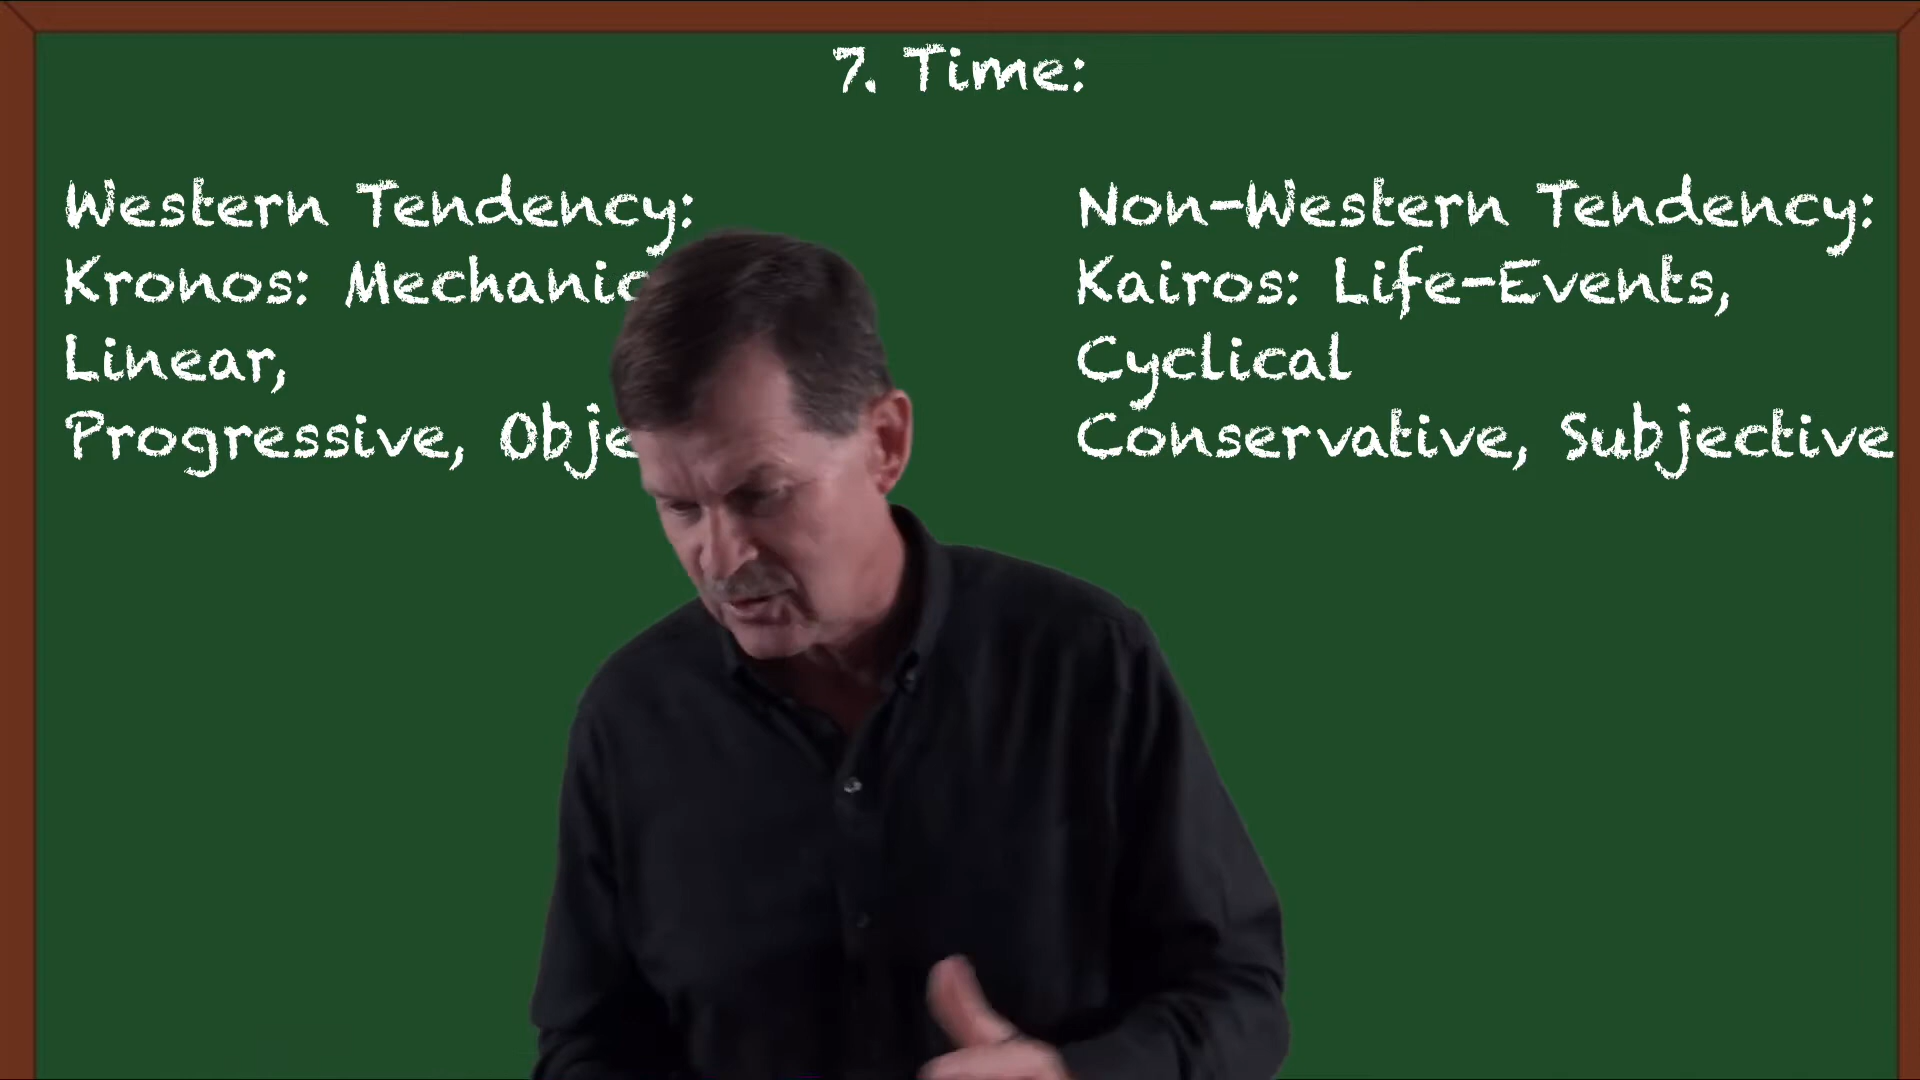 7. Time:
Western Tendency:
Kronos: Mechanic
Linear,
Progressive, Obje
Non-Western Tendency:
Kairos: Life-Events,
Cyclical
Conservative, Subjective